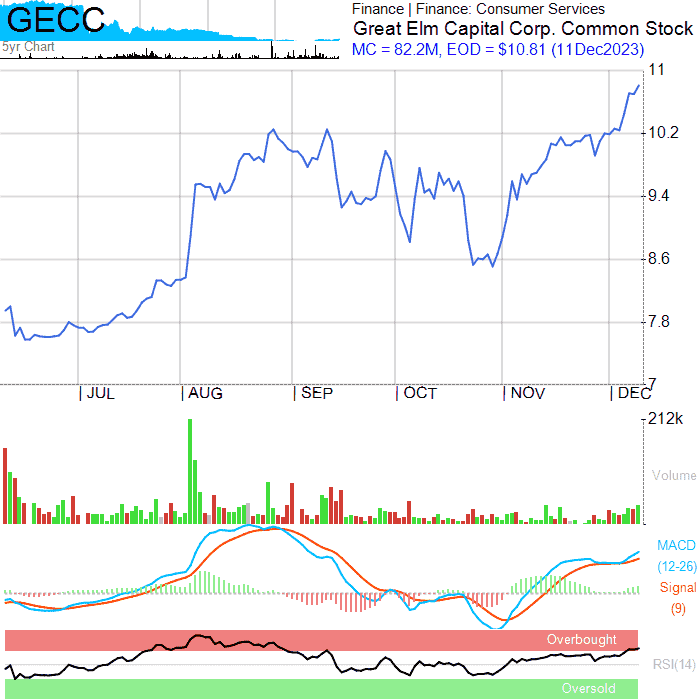 GECC
5yr Chart
Finance | Finance: Consumer Services
Great Elm Capital Corp. Common Stock
MC = 82.2M, EOD = $10.81 (11Dec2023)
11
10.2
9.4
8.6
7.8
7
JUL
AUG
SEP
OCT
NOV
DEC
212k
Volume
MACD
(12-26)
Signal
(9)
Overbought
RSI(14)
Oversold